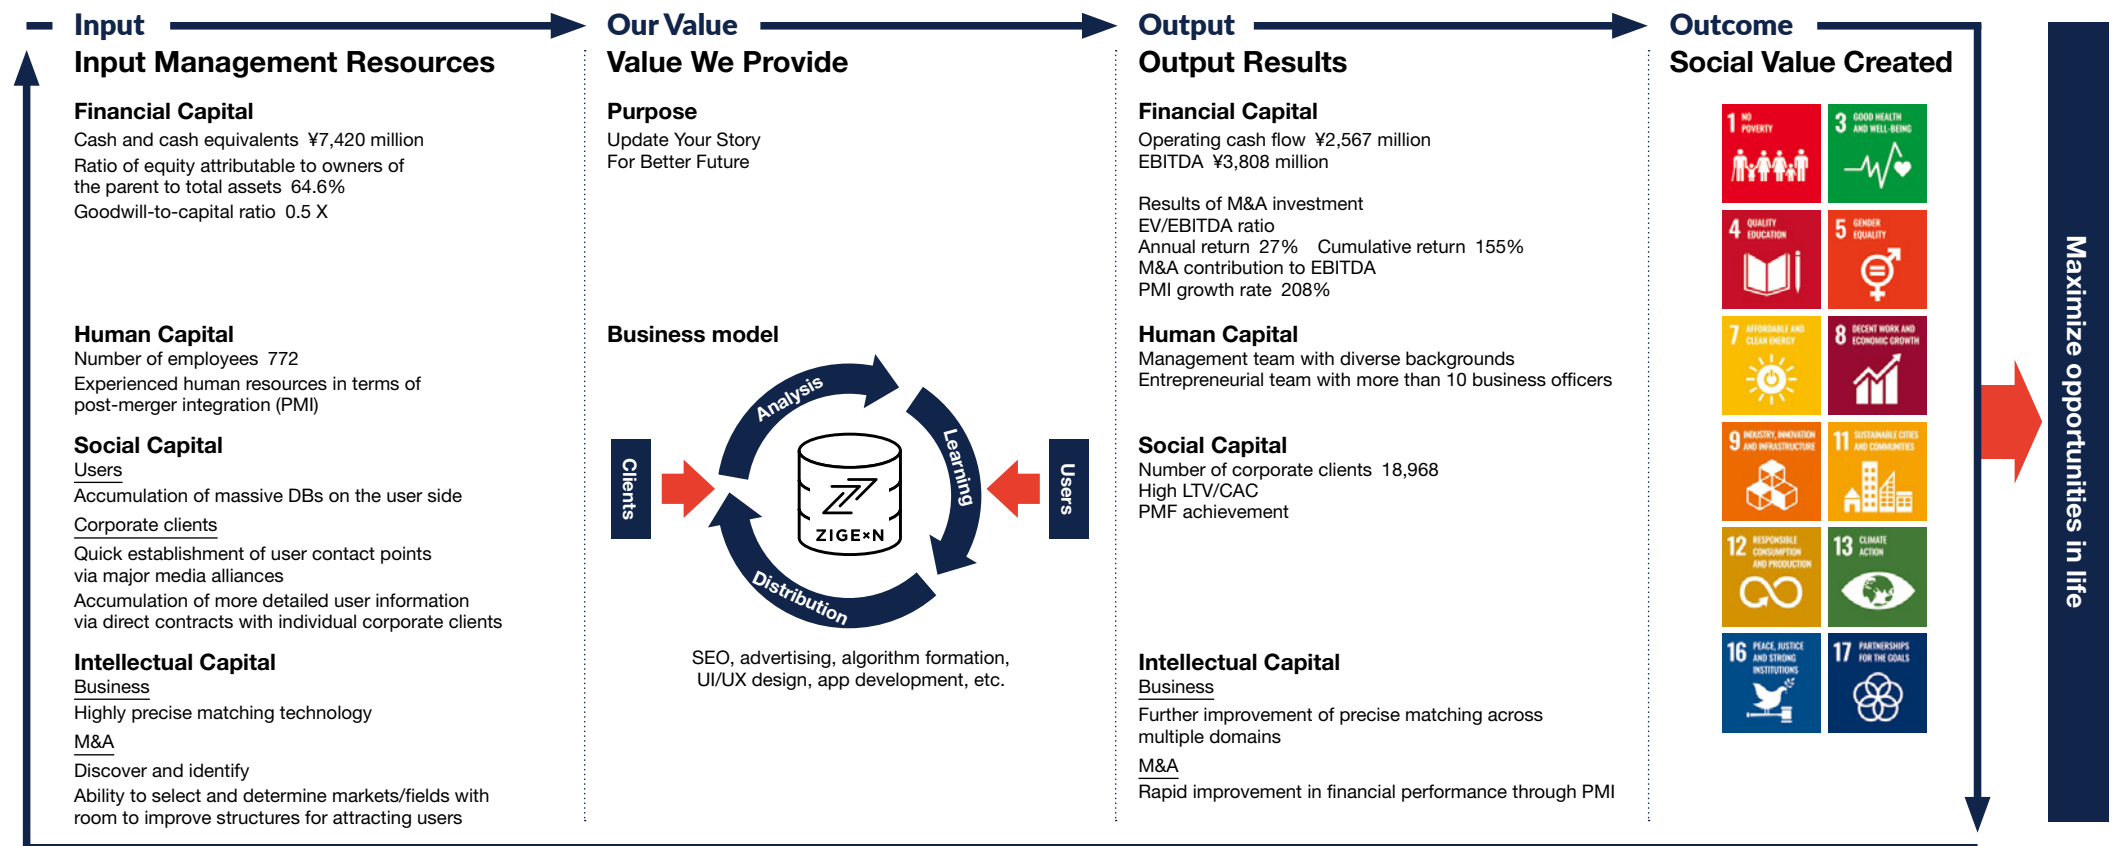 Input
Input Management Resources
Financial Capital
Cash and cash equivalents ¥7,420 million
Ratio of equity attributable to owners of
the parent to total assets 64.6%
Goodwill-to-capital ratio 0.5 X
Human Capital
Number of employees 772
Experienced human resources in terms of
post-merger integration (PMI)
Social Capital
Users
Accumulation of massive DBs on the user side
Corporate clients
Quick establishment of user contact points
via major media alliances
Accumulation of more detailed user information
via direct contracts with individual corporate clients
Intellectual Capital
Business
Highly precise matching technology
M&A
Discover and identify
Ability to select and determine markets/fields with
room to improve structures for attracting users
Our Value
Value We Provide
Purpose
Update Your Story
For Better Future
Business model
Clients
Analysis
Learning
Distribution
ZIGExN
Users
SEO, advertising, algorithm formation,
UI/UX design, app development, etc.
Output
Output Results
Financial Capital
Operating cash flow ¥2,567 million
EBITDA ¥3,808 million
Results of M&A investment
EV/EBITDA ratio
Annual return 27% Cumulative return 155%
M&A contribution to EBITDA
PMI growth rate 208%
Human Capital
Management team with diverse backgrounds
Entrepreneurial team with more than 10 business officers
Social Capital
Number of corporate clients 18,968
High LTV/CAC
PMF achievement
Intellectual Capital
Business
Further improvement of precise matching across
multiple domains
M&A
Rapid improvement in financial performance through PMI
Outcome
Social Value Created
1 NO
POVERTY
3 GOOD HEALTH
AND WELL-BEING
4 QUALITY
EDUCATION
5 GENDER
EQUALITY
7 AFFORDABLE AND
CLEAN ENERGY
8 DECENT WORK AND
ECONOMIC GROWTH
9 INDUSTRY, INNOVATION
AND INFRASTRUCTURE
11 SUSTAINABLE CITIES
AND COMMUNITIES
12 RESPONSIBLE
CONSUMPTION
AND PRODUCTION
13 CLIMATE
ACTION
16 PEACE, JUSTICE
AND STRONG
INSTITUTIONS
17 PARTNERSHIPS
FOR THE GOALS
Maximize opportunities in life